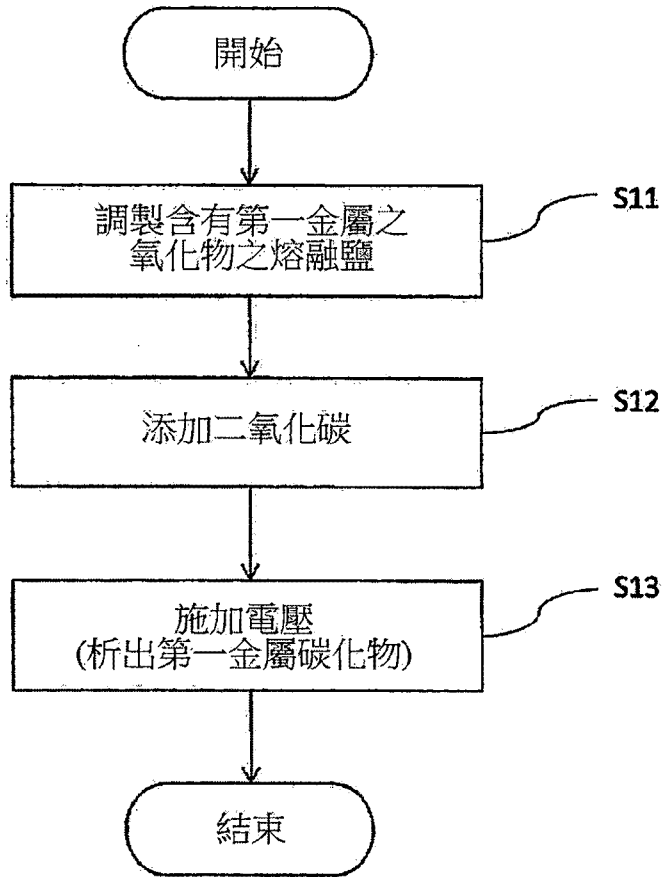 開始
調製含有第一金屬之
氧化物之熔融鹽
S11
添加二氧化碳
S12
施加電壓
(析出第一金屬碳化物)
S13
結束